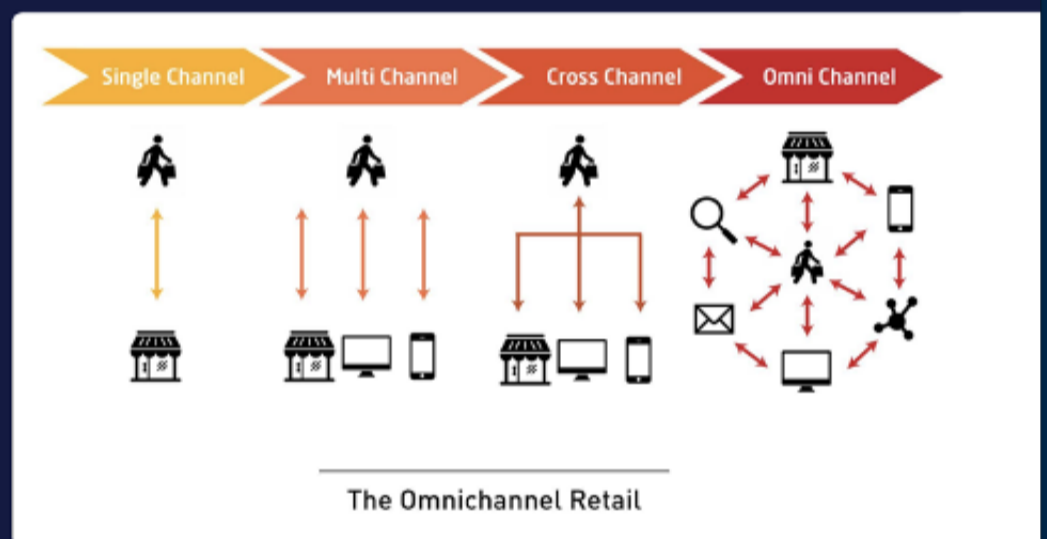 Single Channel
Multi Channel
Cross Channel
Omni Channel
The Omnichannel Retail